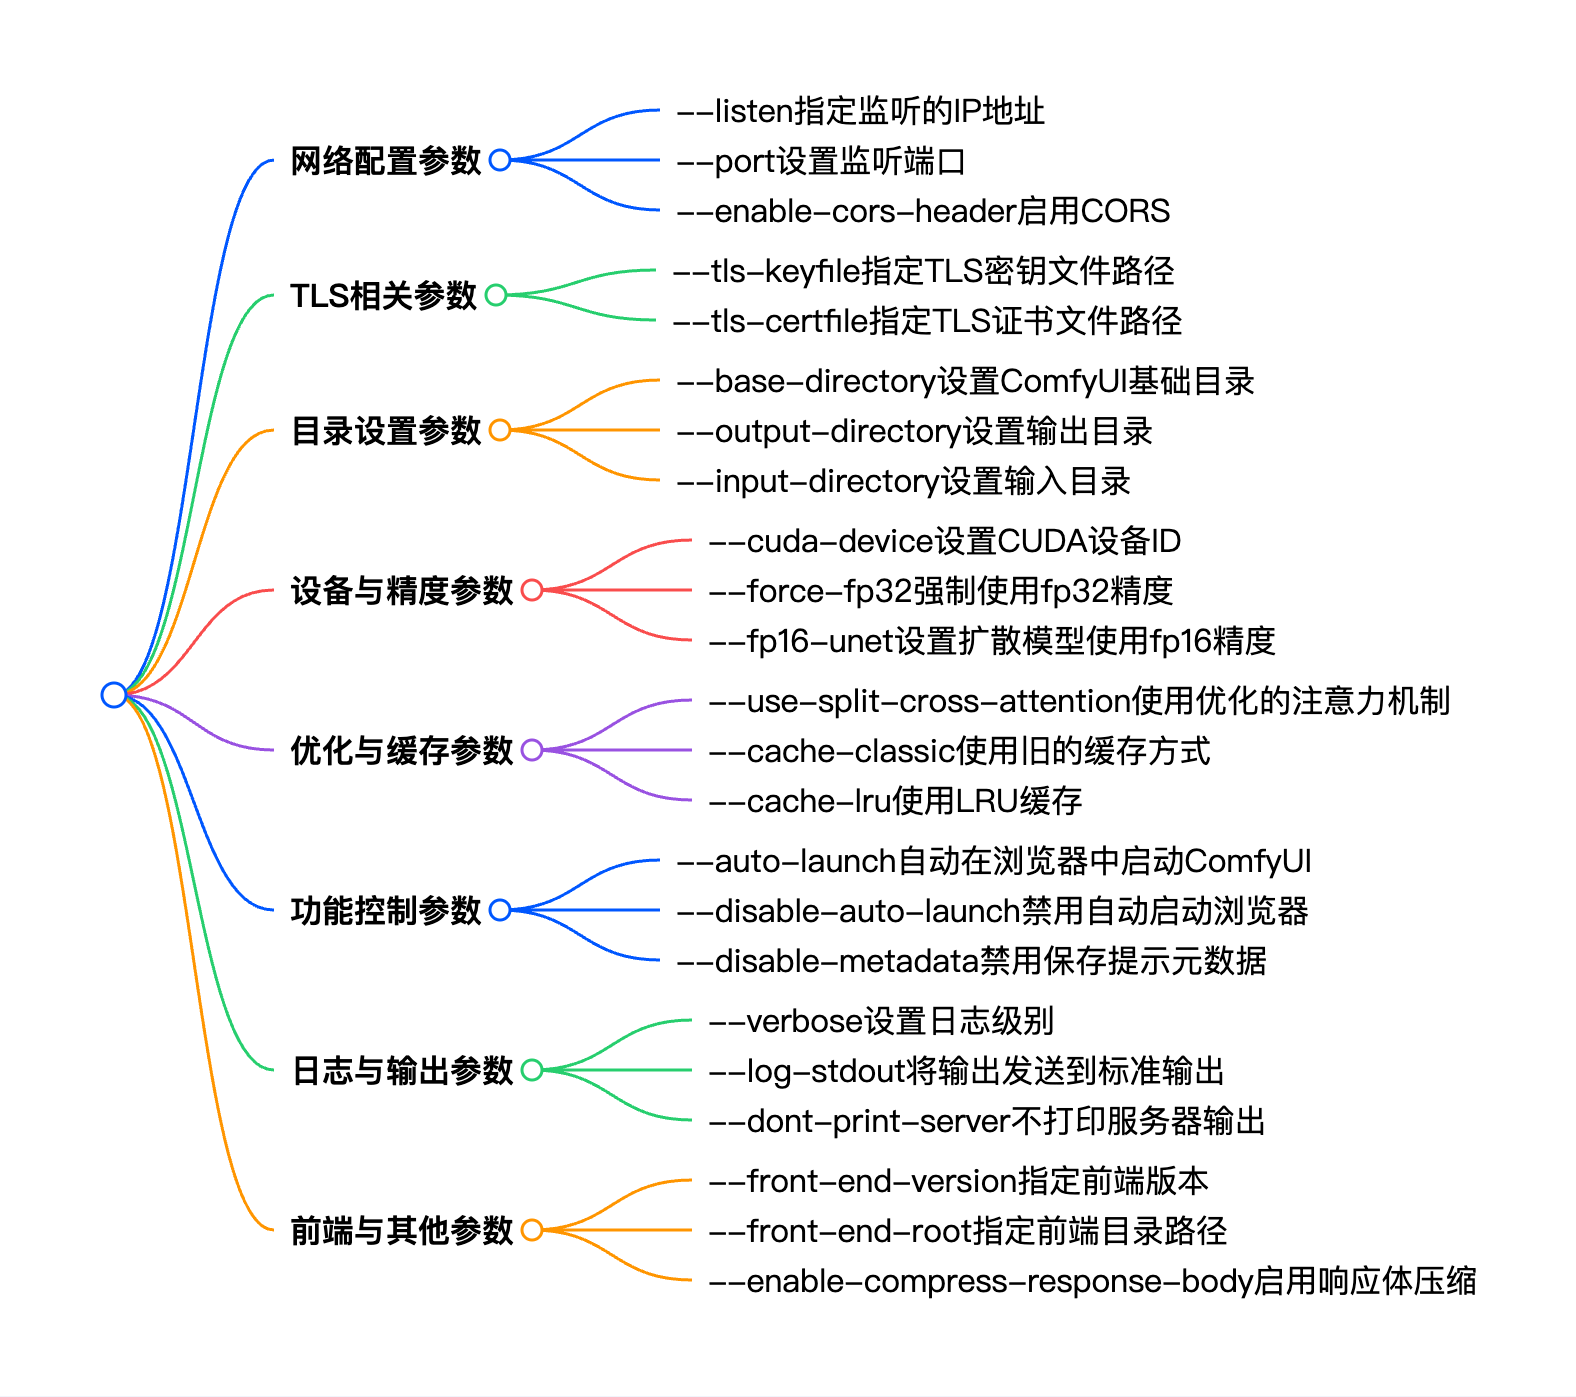 网络配置参数
--listen指定监听的IP地址
--port设置监听端口
--enable-cors-header启用CORS
TLS相关参数
--tls-keyfile指定TLS密钥文件路径
--tls-certfile指定TLS证书文件路径
目录设置参数
--base-directory设置ComfyUI基础目录
--output-directory设置输出目录
--input-directory设置输入目录
设备与精度参数
--cuda-device设置CUDA设备ID
--force-fp32强制使用fp32精度
--fp16-unet设置扩散模型使用fp16精度
优化与缓存参数
--use-split-cross-attention使用优化的注意力机制
--cache-classic使用旧的缓存方式
--cache-lru使用LRU缓存
功能控制参数
--auto-launch自动在浏览器中启动ComfyUI
--disable-auto-launch禁用自动启动浏览器
--disable-metadata禁用保存提示元数据
日志与输出参数
--verbose设置日志级别
--log-stdout将输出发送到标准输出
--dont-print-server不打印服务器输出
前端与其他参数
--front-end-version指定前端版本
--front-end-root指定前端目录路径
--enable-compress-response-body启用响应体压缩